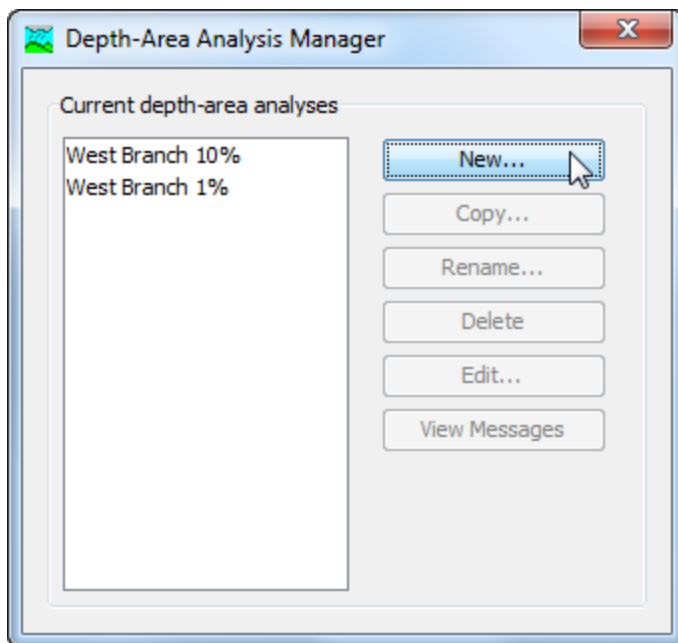 Depth-Area Analysis Manager
Current depth-area analyses
West Branch 10%
West Branch 1%
New...
Copy...
Rename...
Delete
Edit...
View Messages